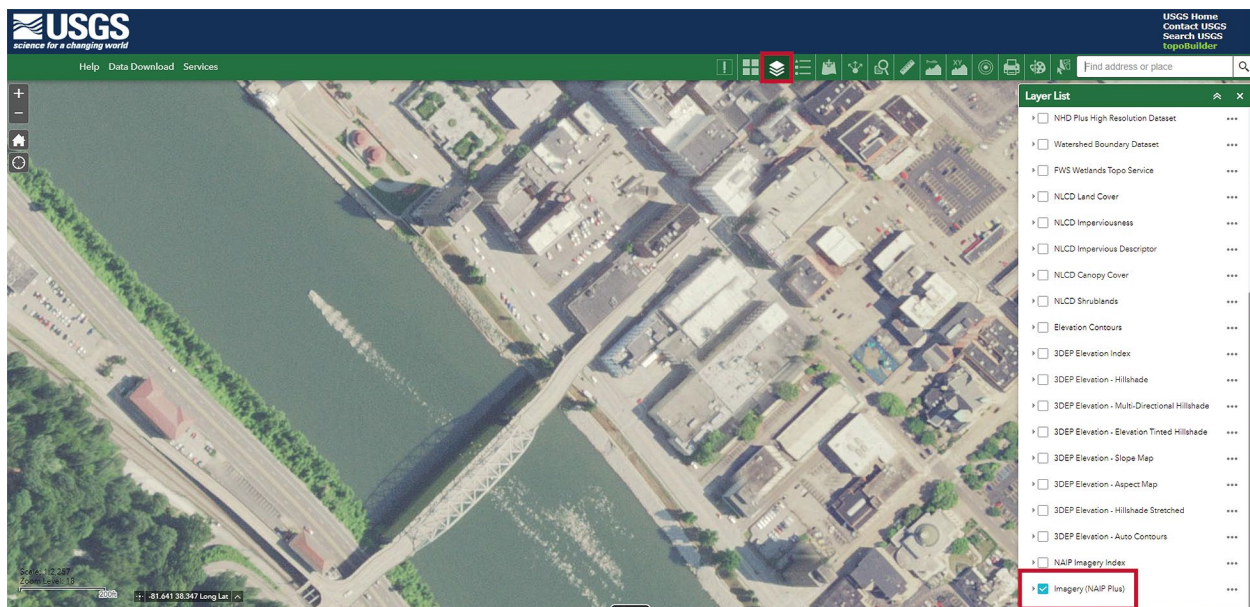 USGS
science for a changing world
USGS Home
Contact USGS
Search USGS
topoBuilder
Help Data Download Services
Find address or place
Layer List
NHD Plus High Resolution Dataset
Watershed Boundary Dataset
FWS Wetlands Topo Service
NLCD Land Cover
NLCD Imperviousness
NLCD Impervious Descriptor
NLCD Canopy Cover
NLCD Shrublands
Elevation Contours
3DEP Elevation Index
3DEP Elevation - Hillshade
3DEP Elevation - Multi-Directional Hillshade
3DEP Elevation - Elevation Tinted Hillshade
3DEP Elevation - Slope Map
3DEP Elevation - Aspect Map
3DEP Elevation - Hillshade Stretched
3DEP Elevation - Auto Contours
NAIP Imagery Index
Imagery (NAIP Plus)
Scale: 1:2,257
Zoom Level: 18
200ft
-81.641 38.347 Long Lat